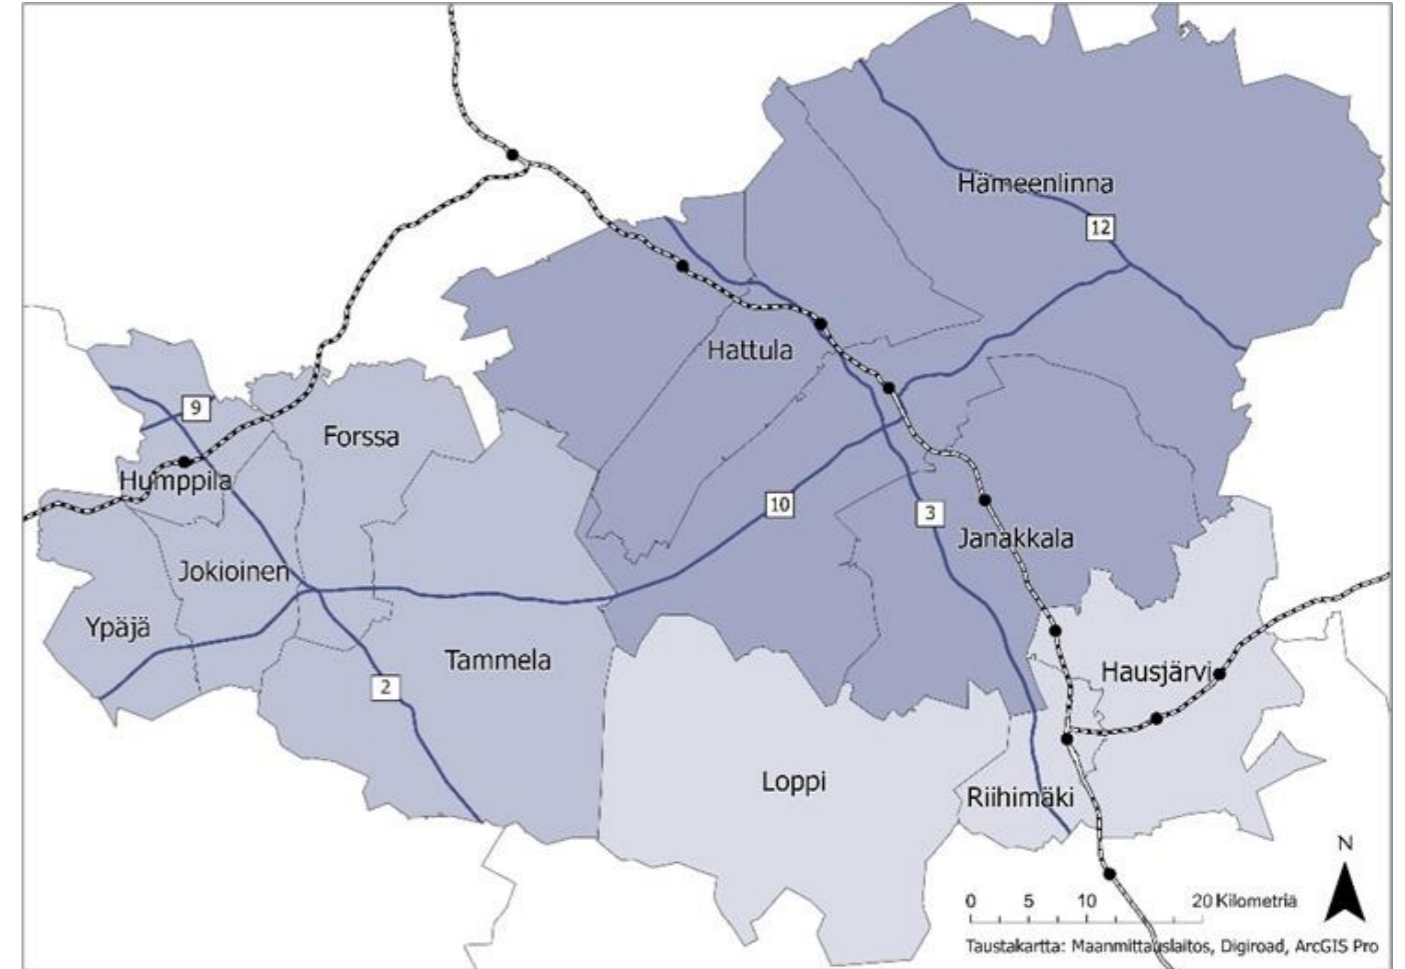 Hämeenlinna
12
Hattula
9
Forssa
Humppila
10
3
Janakkala
Jokioinen
Ypäjä
Tammela
Hausjärvi
2
Loppi
Riihimäki
N
0 5 10 20 Kilometriä
Taustakartta: Maanmittauslaitos, Digiroad, ArcGIS Pro